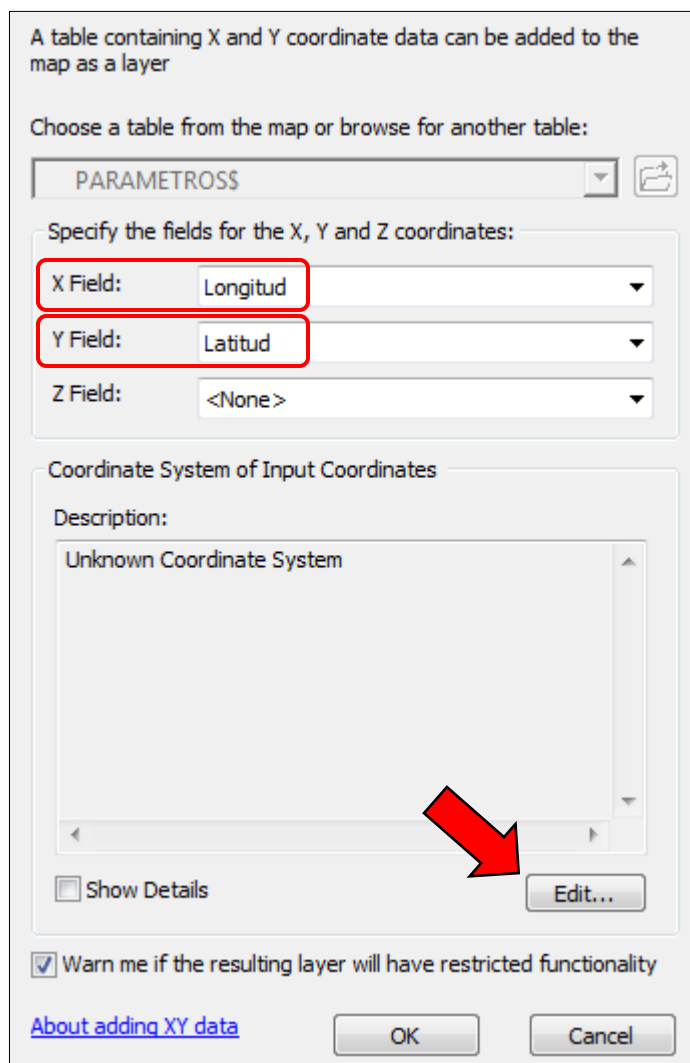 A table containing X and Y coordinate data can be added to the
map as a layer
Choose a table from the map or browse for another table:
PARAMETROS$
Specify the fields for the X, Y and Z coordinates:
X Field: Longitud
Y Field: Latitud
Z Field: <None>
Coordinate System of Input Coordinates
Description:
Unknown Coordinate System
Show Details Edit...
Warn me if the resulting layer will have restricted functionality
About adding XY data OK Cancel